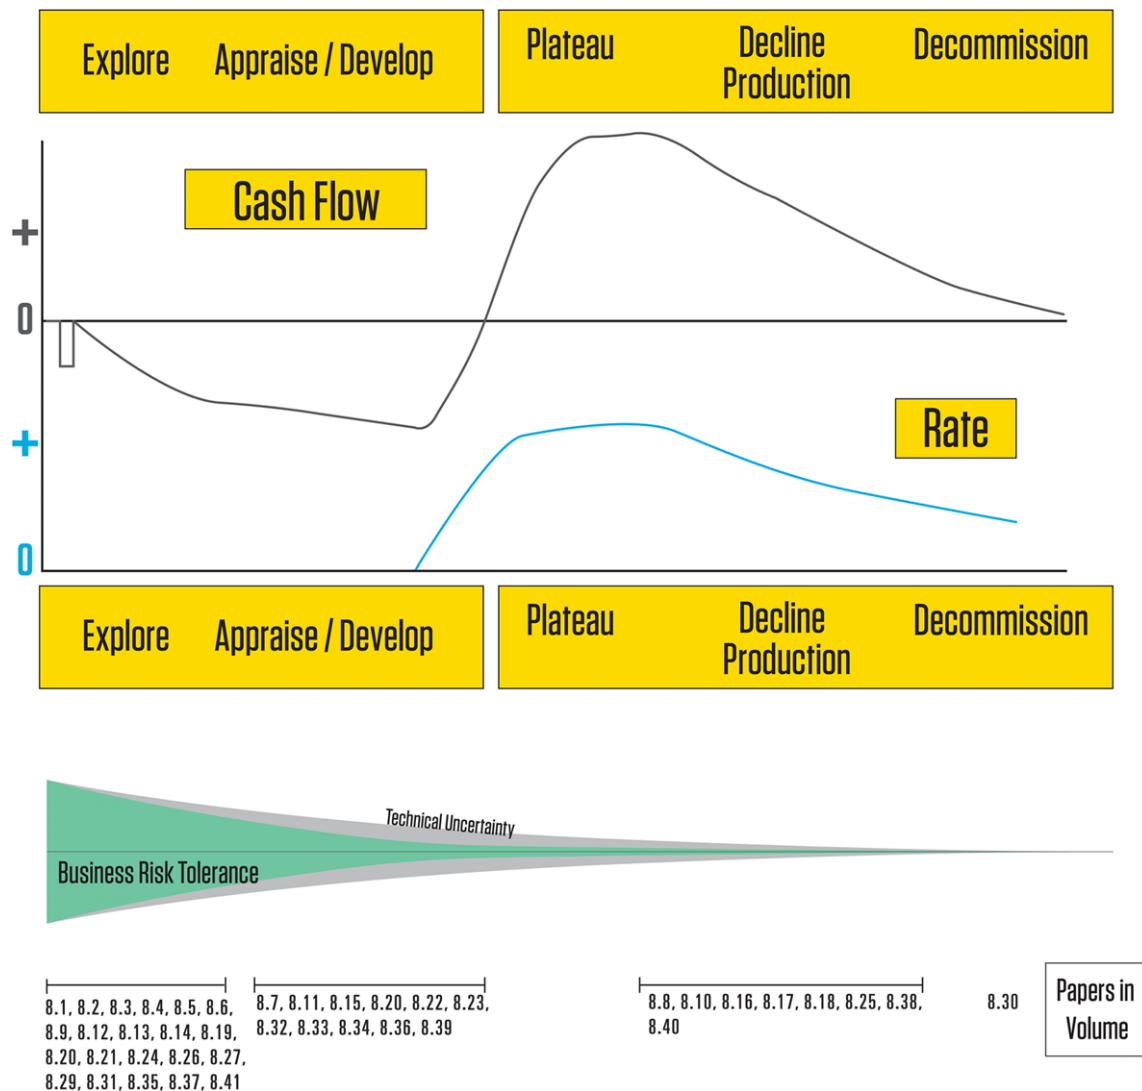 Explore
Appraise / Develop
Plateau
Decline
Production
Decommission
Cash Flow
+
0
+
Rate
0
Explore
Appraise / Develop
Plateau
Decline
Production
Decommission
Technical Uncertainty
Business Risk Tolerance
8.1, 8.2, 8.3, 8.4, 8.5, 8.6,
8.9, 8.12, 8.13, 8.14, 8.19,
8.20, 8.21, 8.24, 8.26, 8.27,
8.29, 8.31, 8.35, 8.37, 8.41
8.7, 8.11, 8.15, 8.20, 8.22, 8.23,
8.32, 8.33, 8.34, 8.36, 8.39
8.8, 8.10, 8.16, 8.17, 8.18, 8.25, 8.38,
8.40
8.30
Papers in
Volume